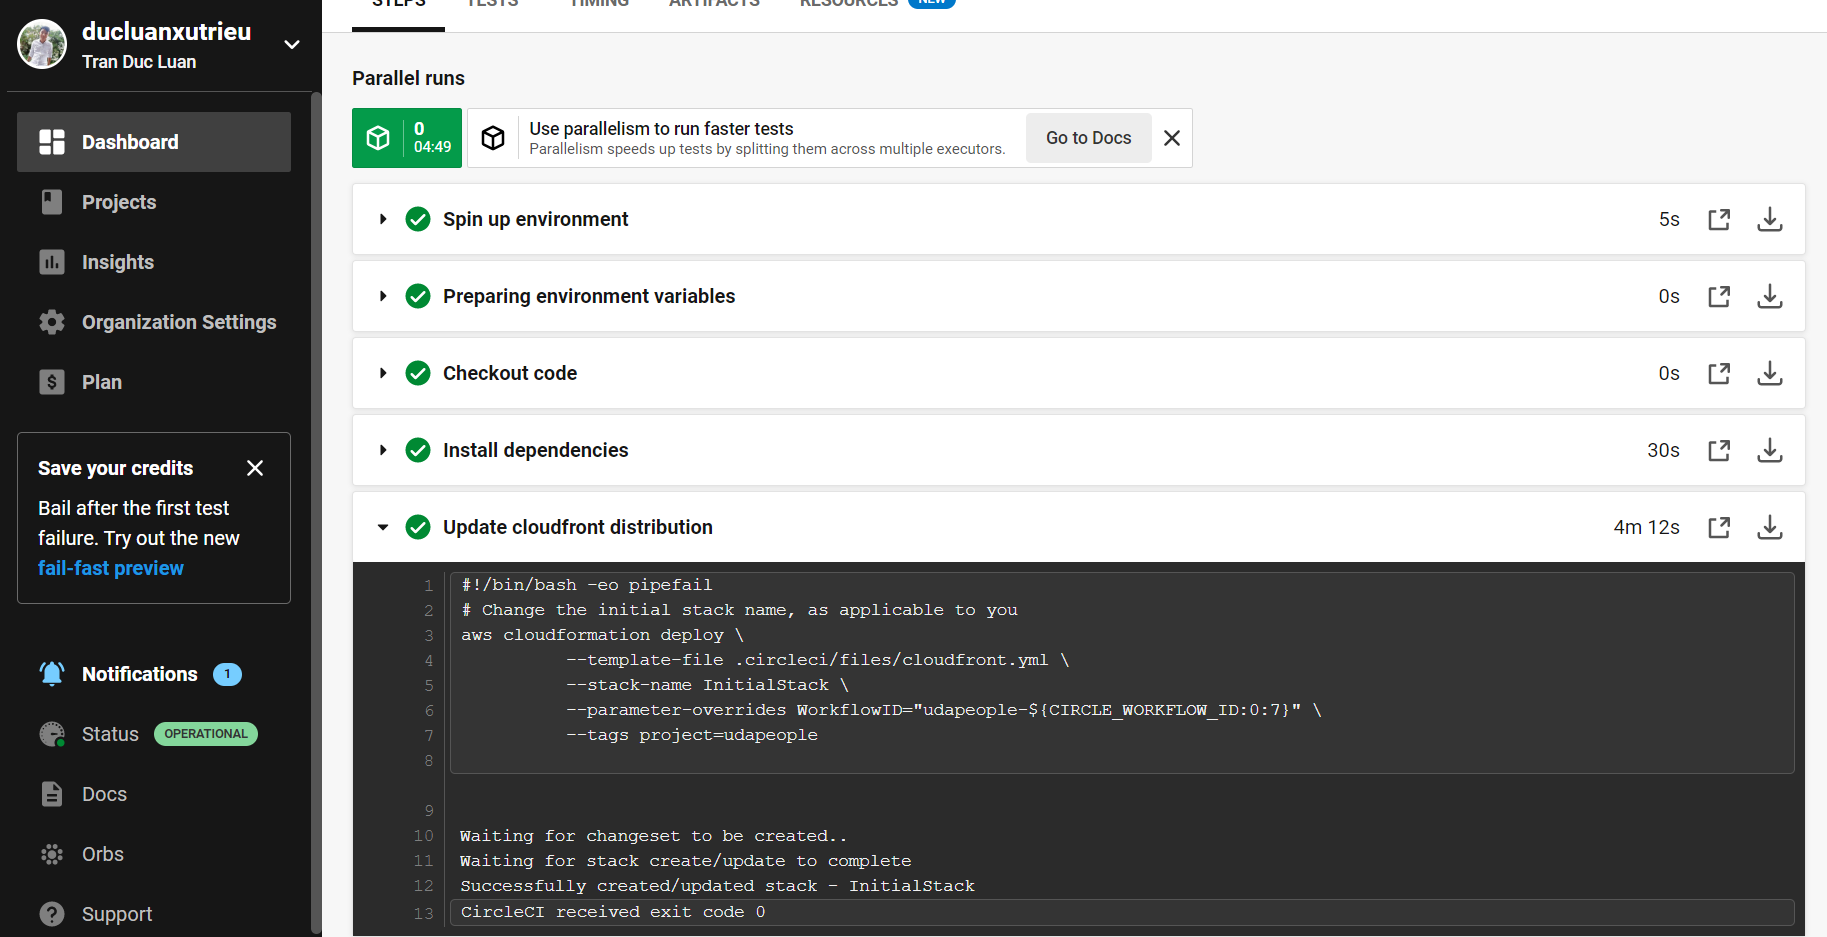 ducluanxutrieu
Tran Duc Luan
Dashboard
Projects
Insights
Organization Settings
Plan
Save your credits
Bail after the first test
failure. Try out the new
fail-fast preview
Notifications 1
Status OPERATIONAL
Docs
Orbs
Support
STEPS TESTS TIMING ARTIFACTS RESOURCES NEW
Parallel runs
0
04:49
Use parallelism to run faster tests
Parallelism speeds up tests by splitting them across multiple executors.
Go to Docs
Spin up environment 5s
Preparing environment variables 0s
Checkout code 0s
Install dependencies 30s
Update cloudfront distribution 4m 12s
1 #!/bin/bash -eo pipefail
2 # Change the initial stack name, as applicable to you
3 aws cloudformation deploy \
4 --template-file .circleci/files/cloudfront.yml \
5 --stack-name InitialStack \
6 --parameter-overrides WorkflowID="udapeople-${CIRCLE_WORKFLOW_ID:0:7}" \
7 --tags project=udapeople
8
9
10 Waiting for changeset to be created..
11 Waiting for stack create/update to complete
12 Successfully created/updated stack - InitialStack
13 CircleCI received exit code 0